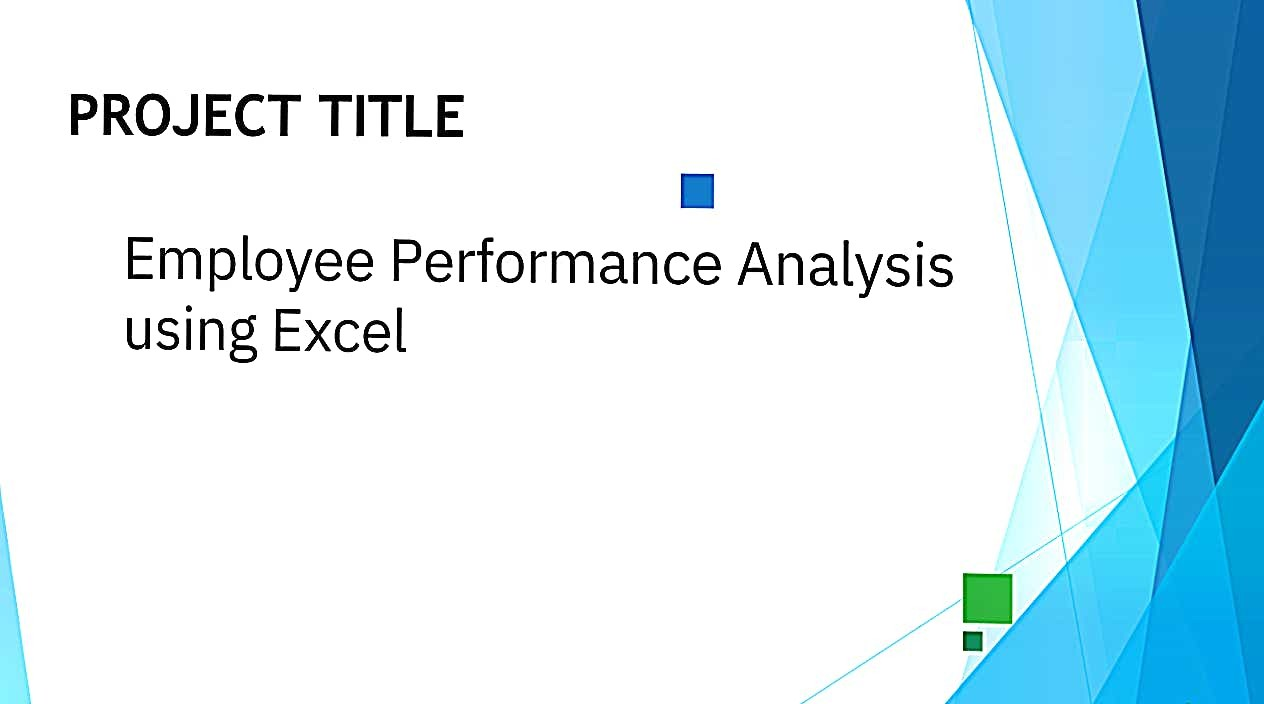 PROJECT TITLE
Employee Performance Analysis
using Excel